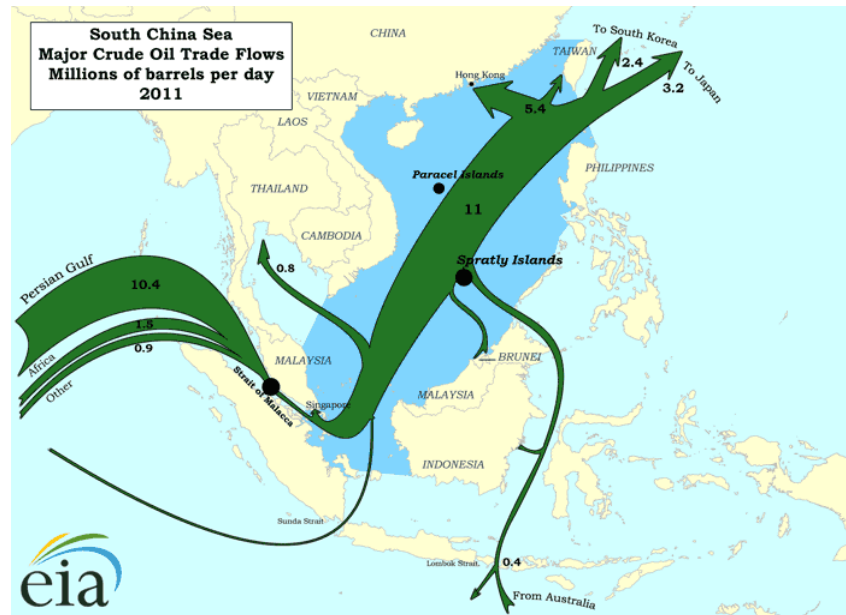 South China Sea
Major Crude Oil Trade Flows
Millions of barrels per day
2011
CHINA
TAIWAN
To South Korea
2.4
To Japan
3.2
Hong Kong
5.4
VIETNAM
LAOS
Paracel Islands
PHILIPPINES
THAILAND
11
CAMBODIA
Spratly Islands
0.8
Persian Gulf
10.4
1.5
Africa
0.9
Other
MALAYSIA
BRUNEI
Strait of Malacca
Singapore
MALAYSIA
INDONESIA
Sunda Strait
Lombok Strait.
0.4
From Australia
eia